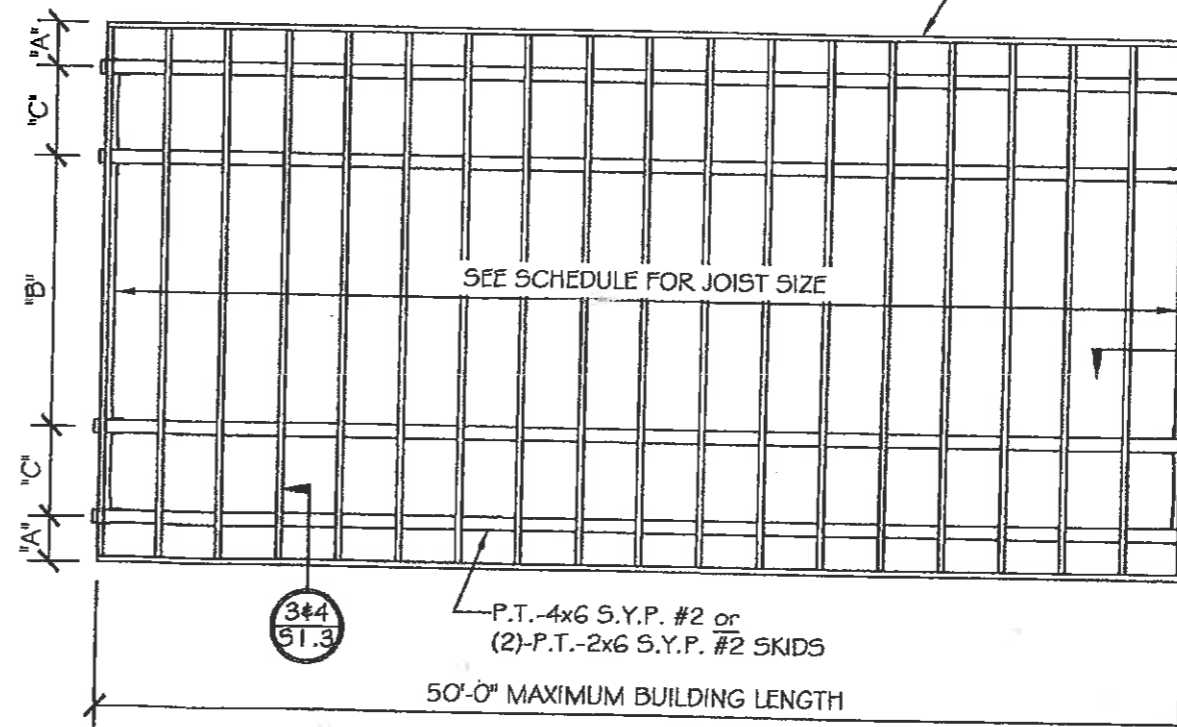 "A"
"C"
"B"
SEE SCHEDULE FOR JOIST SIZE
"C"
"A"
3&4
S1.3
P.T.-4x6 S.Y.P. #2 or
(2)-P.T.-2x6 S.Y.P. #2 SKIDS
50'-0" MAXIMUM BUILDING LENGTH